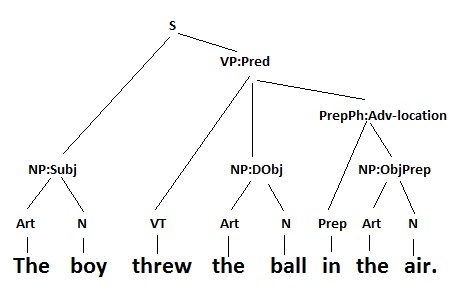 S
VP:Pred
PrepPh:Adv-location
NP:Subj NP:DObj NP:ObjPrep
Art N VT Art N Prep Art N
The boy threw the ball in the air.